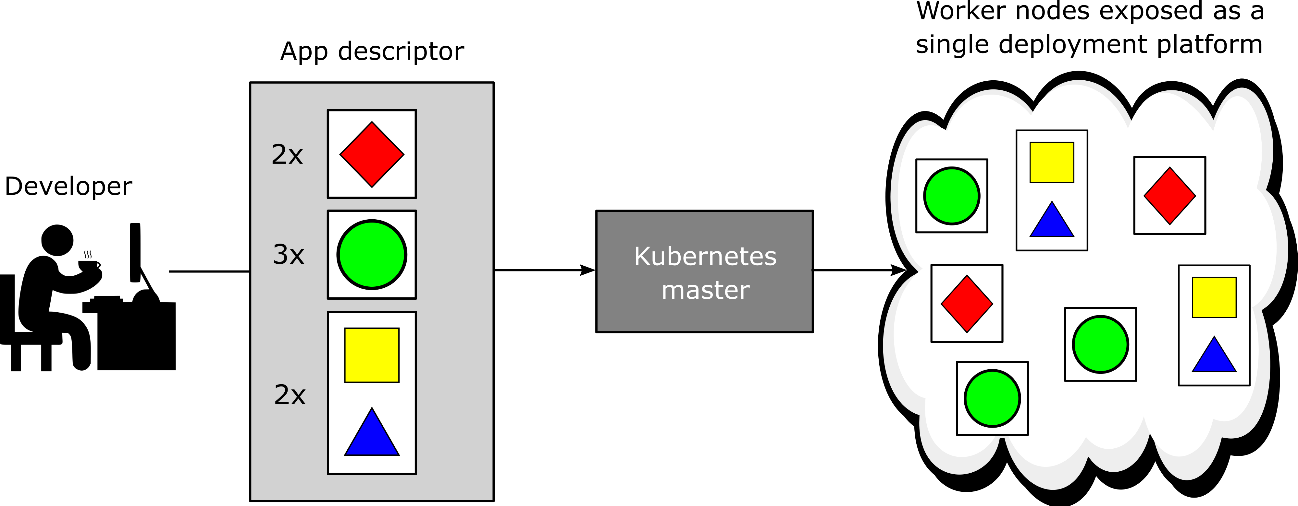 Worker nodes exposed as a
single deployment platform
App descriptor
2x
Developer
3x
Kubernetes
master
2x